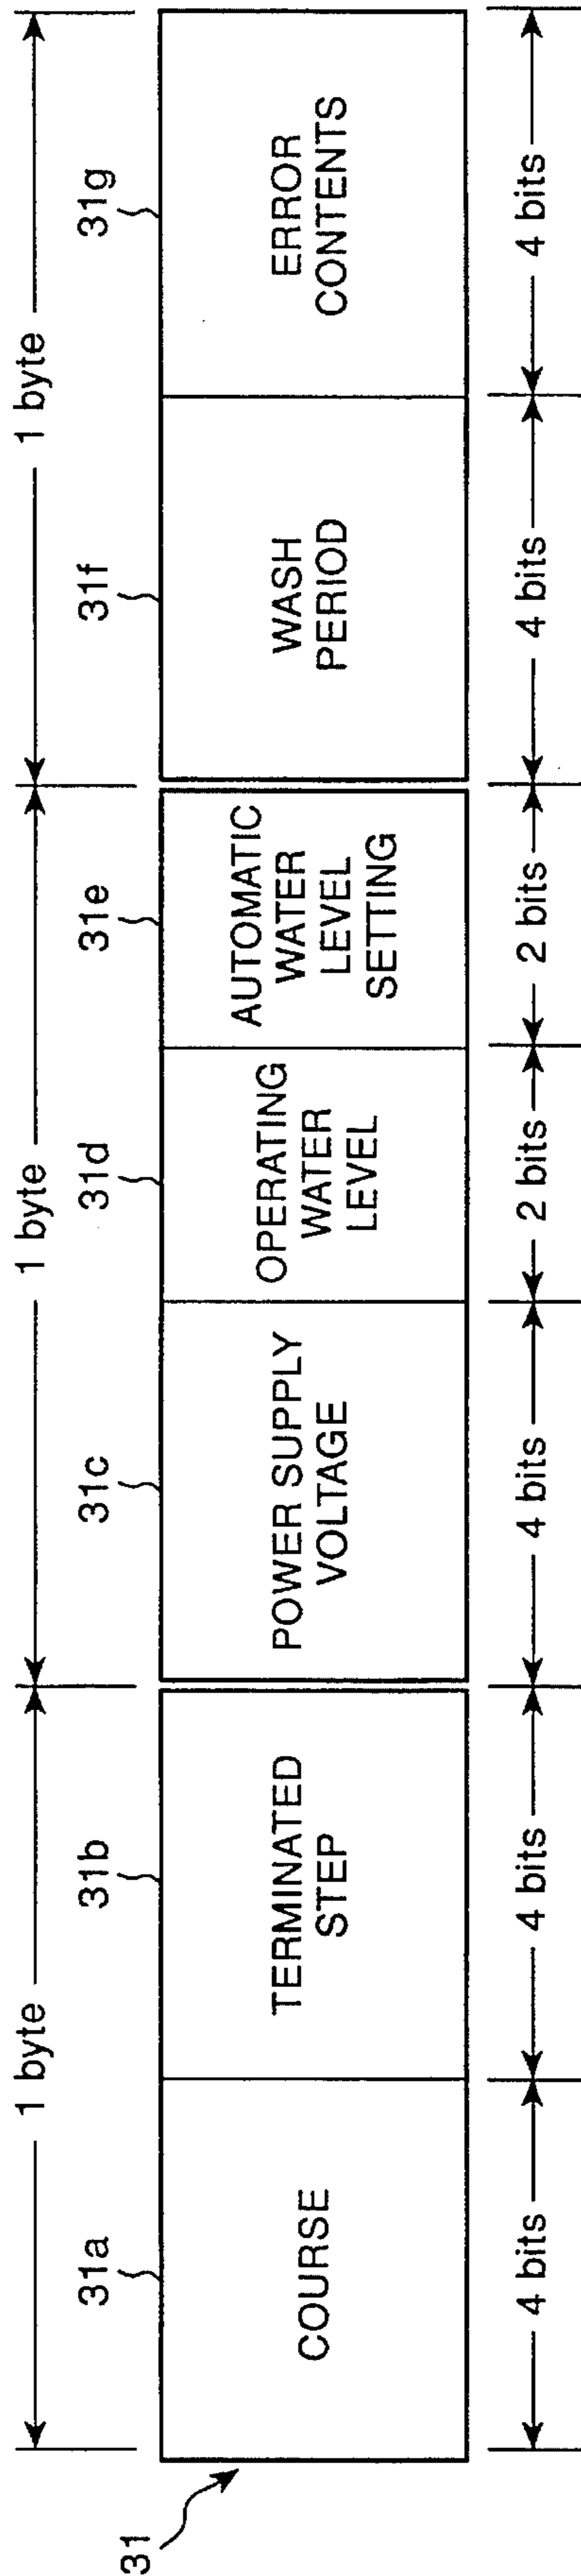 1 byte
1 byte
1 byte
31
31a
31b
31c
31d
31e
31f
31g
COURSE
TERMINATED
STEP
POWER SUPPLY
VOLTAGE
OPERATING
WATER
LEVEL
AUTOMATIC
WATER
LEVEL
SETTING
WASH
PERIOD
ERROR
CONTENTS
4 bits
4 bits
4 bits
2 bits
2 bits
4 bits
4 bits